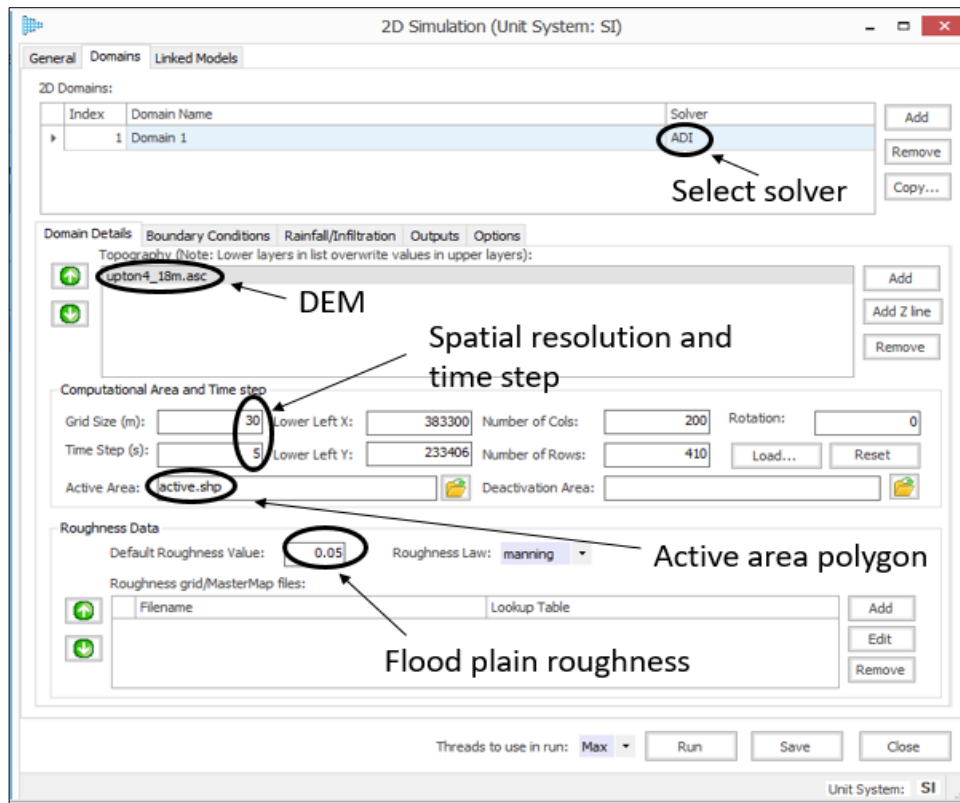 2D Simulation (Unit System: SI)
General Domains Linked Models
2D Domains:
Index Domain Name Solver
1 Domain 1 ADI
Add
Remove
Copy...
Select solver
Domain Details Boundary Conditions Rainfall/Infiltration Outputs Options
Topography (Note: Lower layers in list overwrite values in upper layers):
upton4_18m.asc
DEM
Add
Add Z line
Remove
Spatial resolution and
time step
Computational Area and Time step
Grid Size (m): 30 Lower Left X: 383300 Number of Cols: 200 Rotation: 0
Time Step (s): 5 Lower Left Y: 233406 Number of Rows: 410 Load... Reset
Active Area: active.shp Deactivation Area:
Roughness Data
Default Roughness Value: 0.05 Roughness Law: manning
Active area polygon
Roughness grid/MasterMap files:
Filename Lookup Table
Add
Edit
Remove
Flood plain roughness
Threads to use in run: Max Run Save Close
Unit System: SI